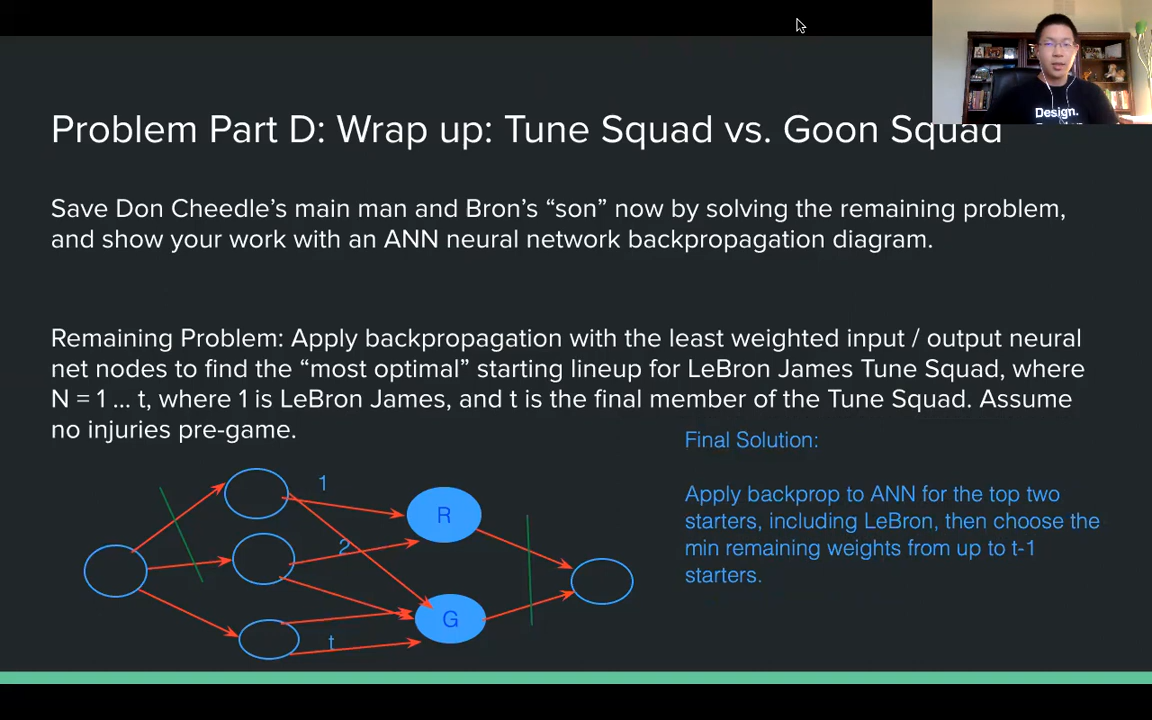 Problem Part D: Wrap up: Tune Squad vs. Goon Squad
Design.
Save Don Cheedle’s main man and Bron’s “son” now by solving the remaining problem,
and show your work with an ANN neural network backpropagation diagram.
Remaining Problem: Apply backpropagation with the least weighted input / output neural
net nodes to find the “most optimal” starting lineup for LeBron James Tune Squad, where
N = 1 ... t, where 1 is LeBron James, and t is the final member of the Tune Squad. Assume
no injuries pre-game.
Final Solution:
Apply backprop to ANN for the top two
starters, including LeBron, then choose the
min remaining weights from up to t-1
starters.
1
R
2
G
t